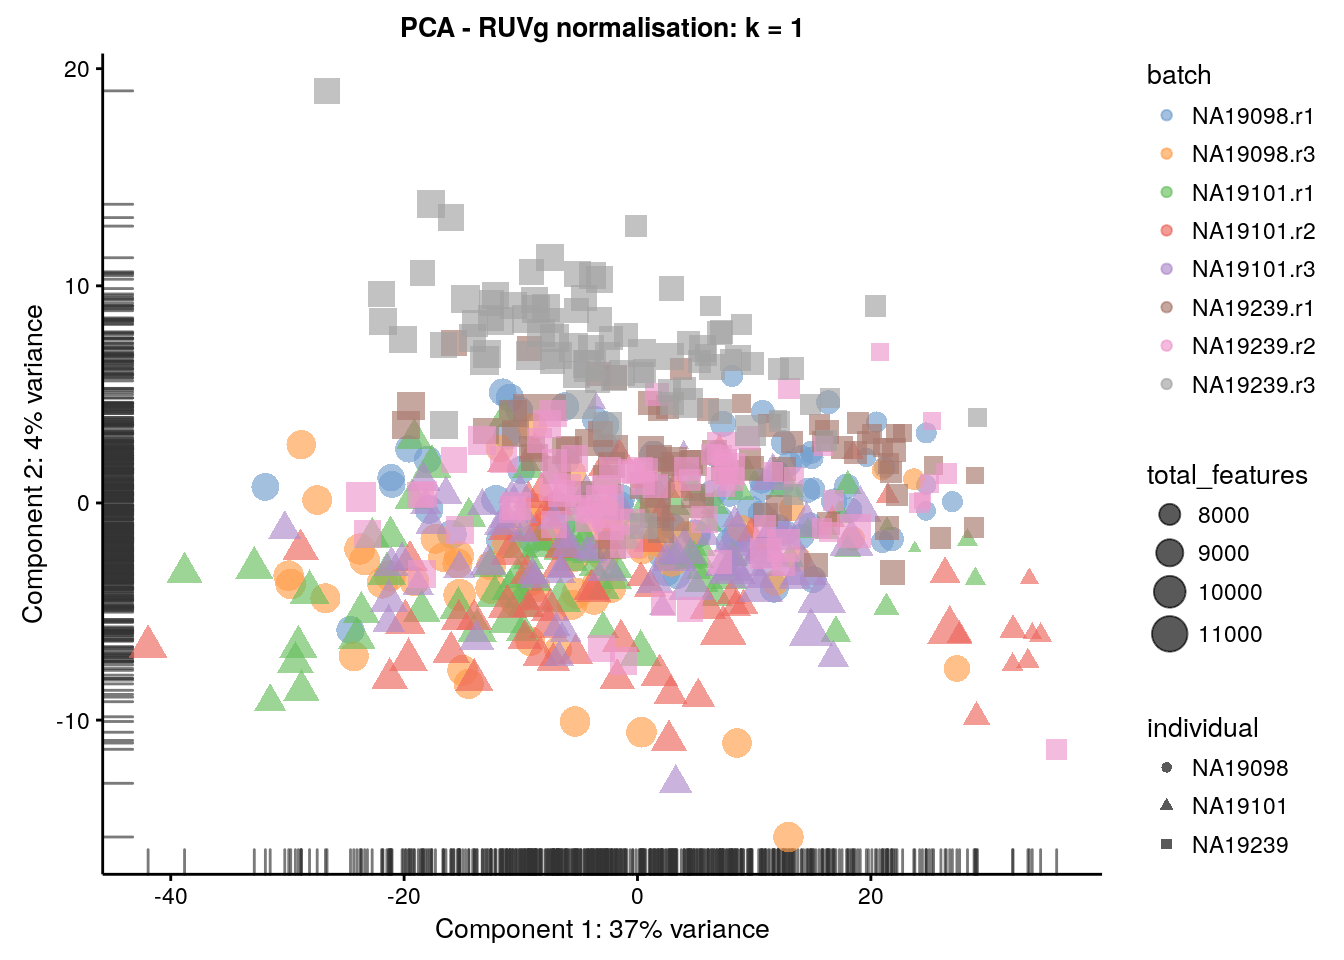 PCA - RUVg normalisation: k = 1
20
10
0
-10
-40
-20
0
20
Component 2: 4% variance
Component 1: 37% variance
batch
NA19098.r1
NA19098.r3
NA19101.r1
NA19101.r2
NA19101.r3
NA19239.r1
NA19239.r2
NA19239.r3
total_features
8000
9000
10000
11000
individual
NA19098
NA19101
NA19239